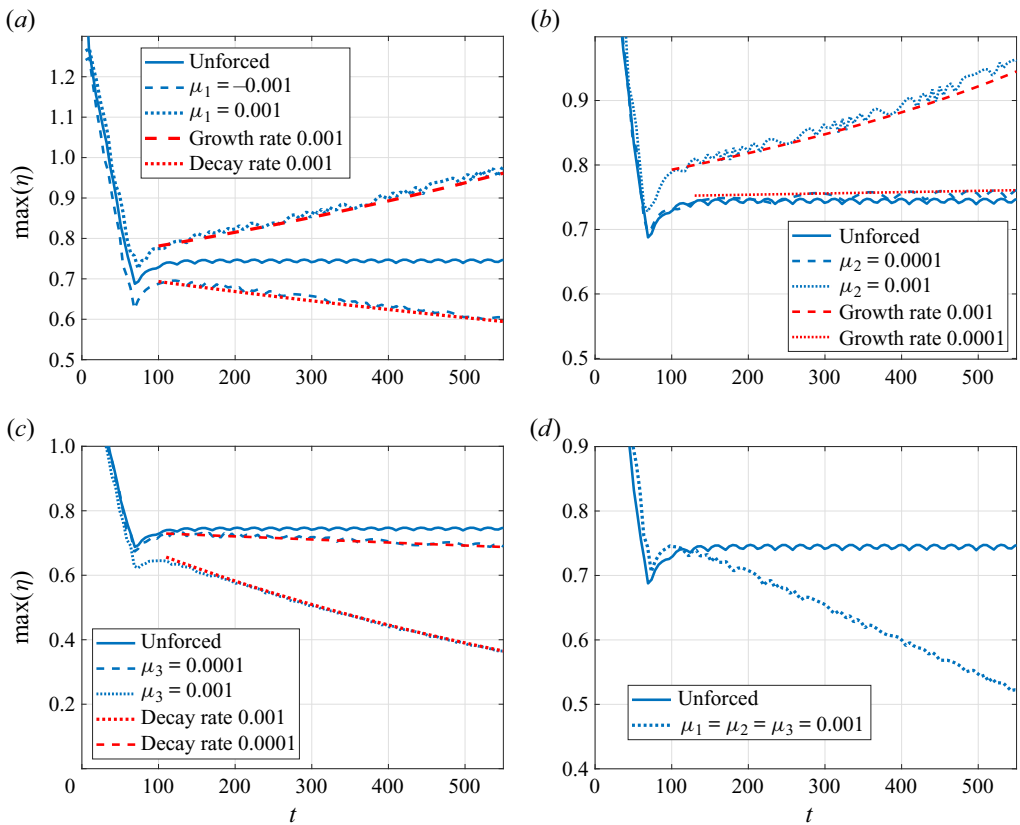 (a)
1.2
1.1
1.0
0.9
0.8
0.7
0.6
0.5
max(η)
0
100
200
300
400
500
Unforced
μ1 = –0.001
μ1 = 0.001
Growth rate 0.001
Decay rate 0.001
(b)
0.9
0.8
0.7
0.6
0.5
0
100
200
300
400
500
Unforced
μ2 = 0.0001
μ2 = 0.001
Growth rate 0.001
Growth rate 0.0001
(c)
1.0
0.8
0.6
0.4
0.2
max(η)
0
100
200
300
400
500
t
Unforced
μ3 = 0.0001
μ3 = 0.001
Decay rate 0.001
Decay rate 0.0001
(d)
0.9
0.8
0.7
0.6
0.5
0.4
0
100
200
300
400
500
t
Unforced
μ1 = μ2 = μ3 = 0.001